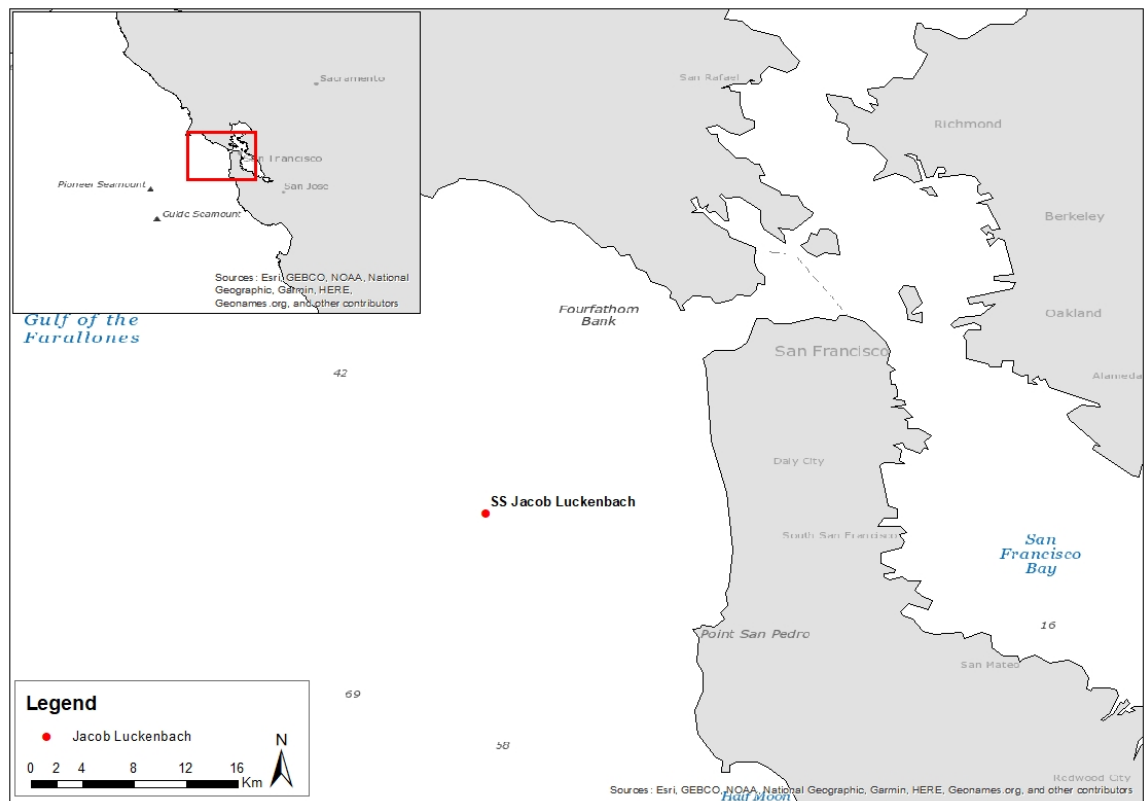 Sacramento
San Francisco
Pioneer Seamount
San Jose
Guide Seamount
Sources: Esri, GEBCO, NOAA, National
Geographic, Garmin, HERE,
Geonames.org, and other contributors
San Rafael
Richmond
Berkeley
Gulf of the
Farallones
Fourfathom
Bank
Oakland
San Francisco
42
Alameda
Daly City
SS Jacob Luckenbach
South San Francisco
San
Francisco
Bay
Point San Pedro
16
San Mateo
69
58
Legend
Jacob Luckenbach
N
0 2 4 8 12 16
Km
Redwood City
Sources: Esri, GEBCO, NOAA, National Geographic, Garmin, HERE, Geonames.org, and other contributors
Half Moon